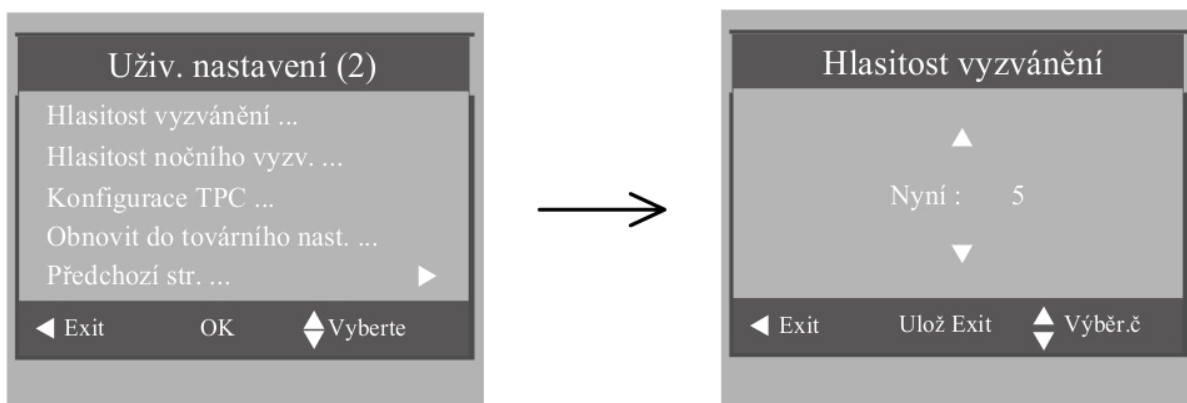 Uživ. nastavení (2)
Hlasitost vyzvánění ...
Hlasitost nočního vyzv. ...
Konfigurace TPC ...
Obnovit do továrního nast. ...
Předchozí str. ...
Exit OK Vyberte
Hlasitost vyzvánění
Nyní : 5
Exit Ulož Exit Výběr.č